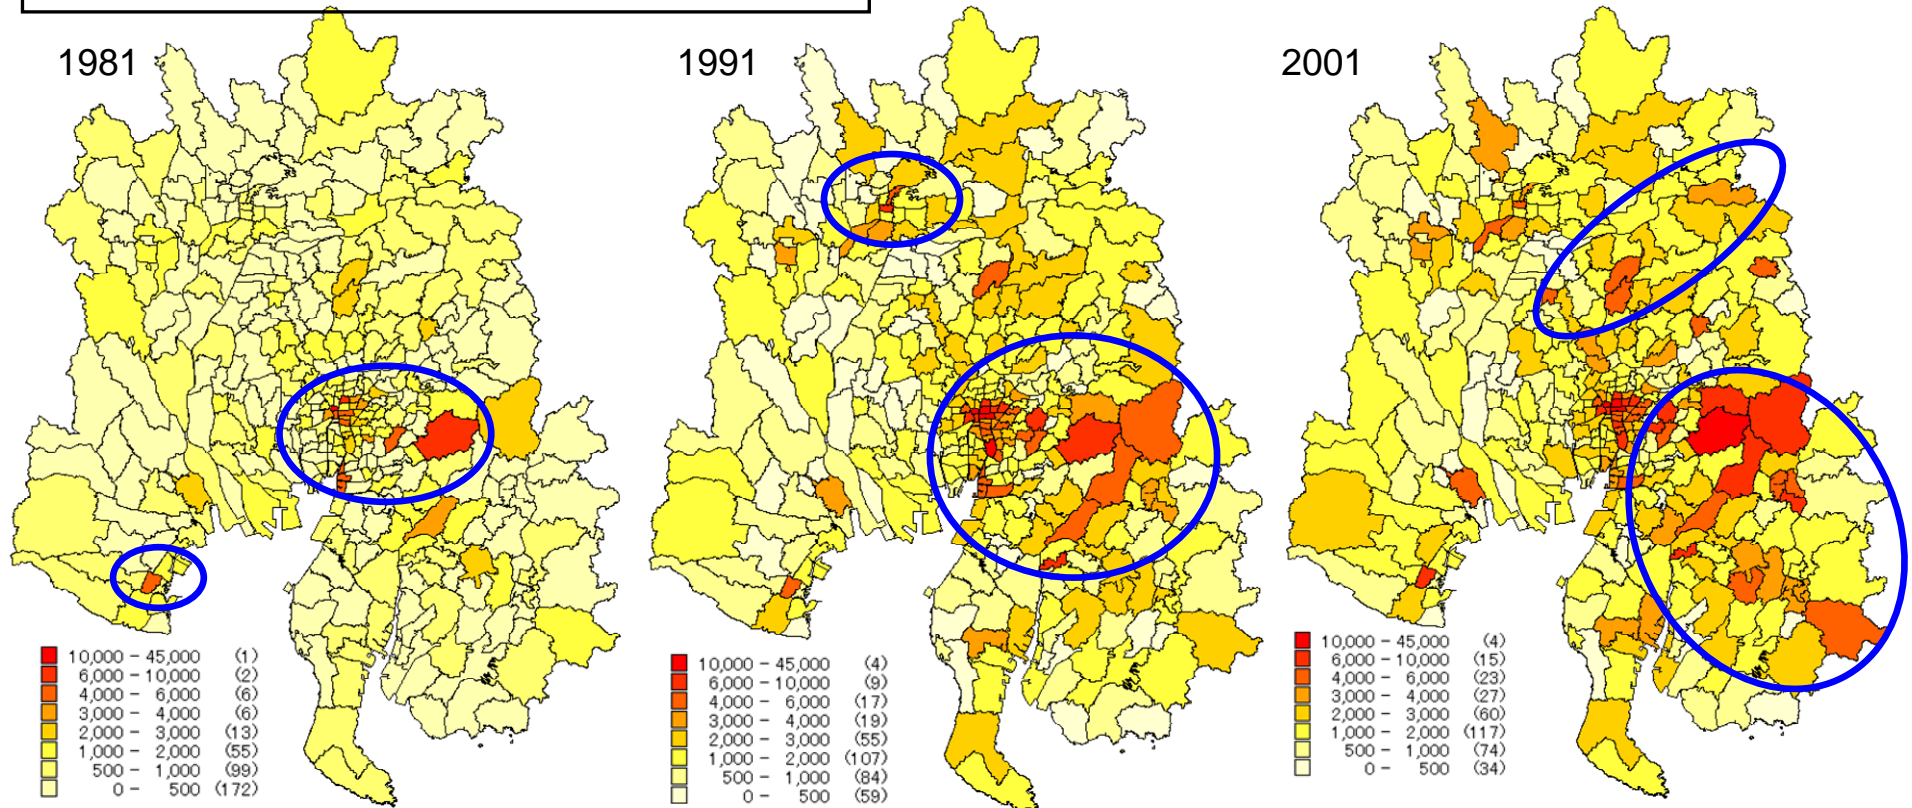 1981
1991
2001
10,000 - 45,000 (1)
6,000 - 10,000 (2)
4,000 - 6,000 (6)
3,000 - 4,000 (6)
2,000 - 3,000 (13)
1,000 - 2,000 (55)
500 - 1,000 (99)
0 - 500 (172)
10,000 - 45,000 (4)
6,000 - 10,000 (9)
4,000 - 6,000 (17)
3,000 - 4,000 (19)
2,000 - 3,000 (55)
1,000 - 2,000 (107)
500 - 1,000 (84)
0 - 500 (59)
10,000 - 45,000 (4)
6,000 - 10,000 (15)
4,000 - 6,000 (23)
3,000 - 4,000 (27)
2,000 - 3,000 (60)
1,000 - 2,000 (117)
500 - 1,000 (74)
0 - 500 (34)